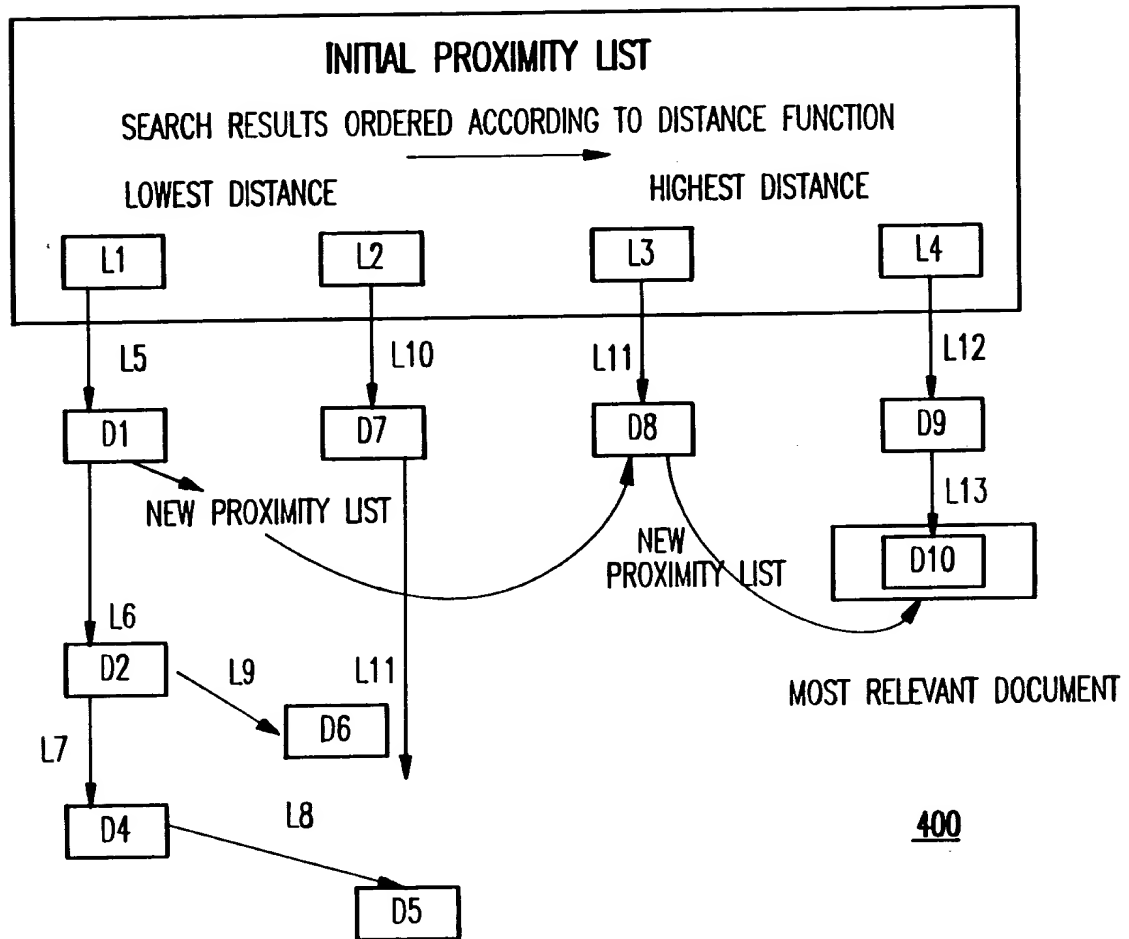 INITIAL PROXIMITY LIST
SEARCH RESULTS ORDERED ACCORDING TO DISTANCE FUNCTION
LOWEST DISTANCE
HIGHEST DISTANCE
L1
L2
L3
L4
L5
L10
L11
L12
D1
D7
D8
D9
NEW PROXIMITY LIST
L13
NEW
PROXIMITY LIST
D10
L6
D2
L9
L11
MOST RELEVANT DOCUMENT
D6
L7
D4
L8
400
D5